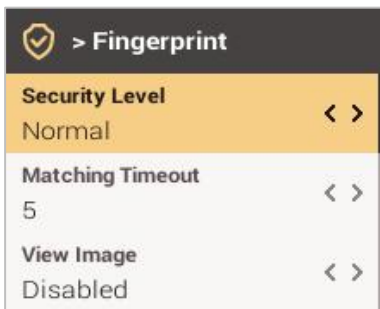 > Fingerprint
Security Level
Normal
Matching Timeout
5
View Image
Disabled